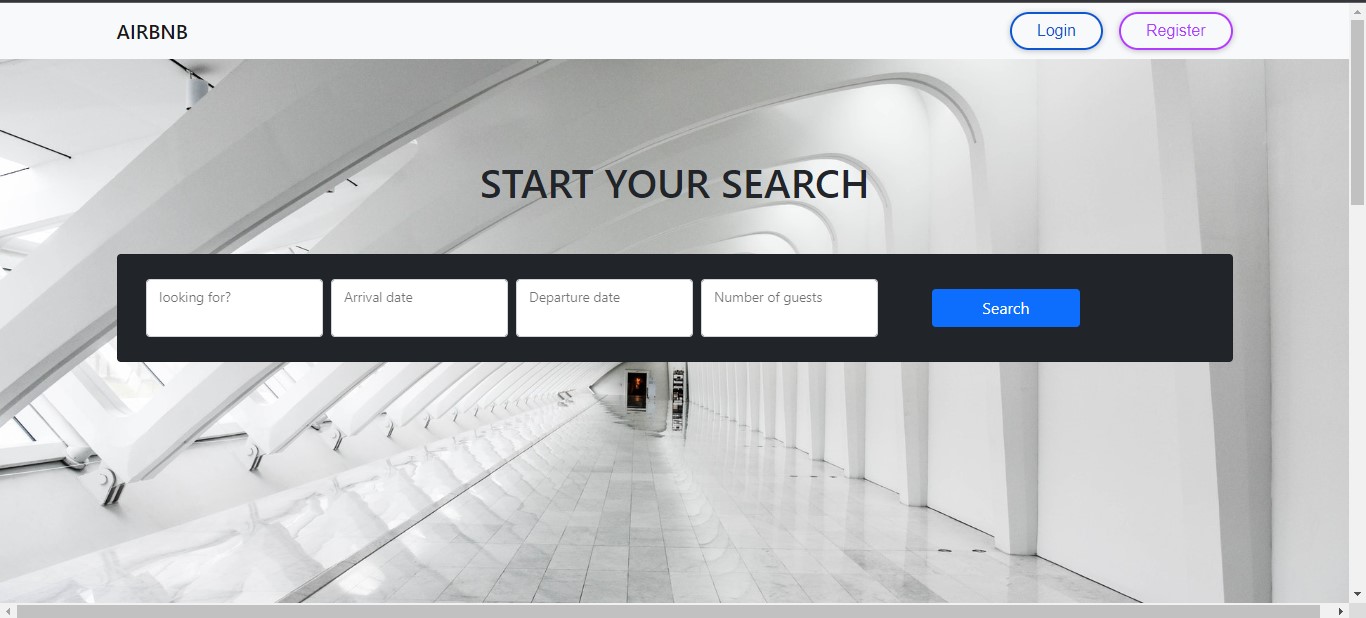 AIRBNB
Login
Register
START YOUR SEARCH
looking for?
Arrival date
Departure date
Number of guests
Search